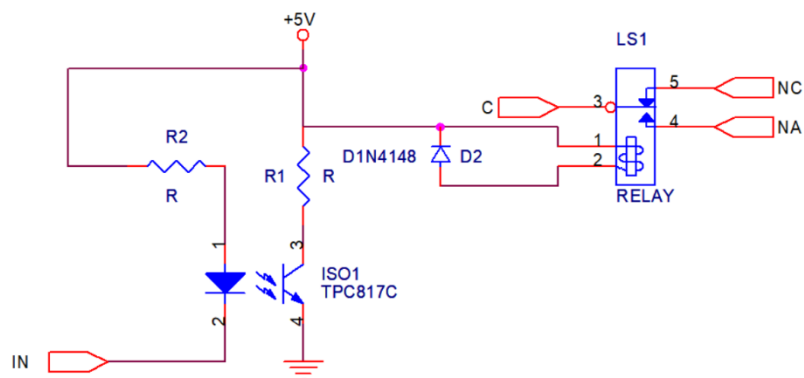 +5V
LS1
5
NC
C
3
4
NA
R2
R
R1
R
D1N4148
D2
1
2
RELAY
1
3
ISO1
TPC817C
2
4
IN